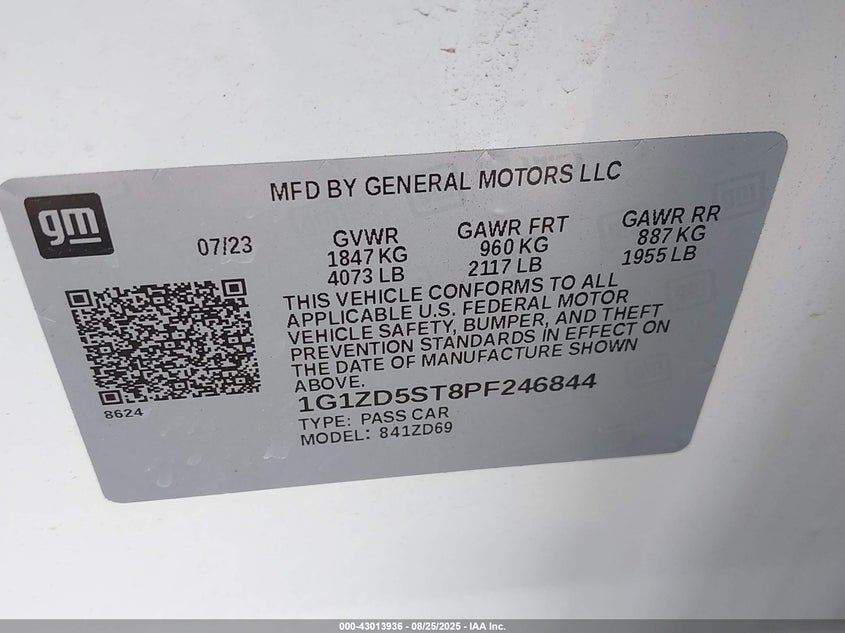 MFD BY GENERAL MOTORS LLC
gm
07/23
GVWR
1847 KG
4073 LB
GAWR FRT
960 KG
2117 LB
GAWR RR
887 KG
1955 LB
THIS VEHICLE CONFORMS TO ALL
APPLICABLE U.S. FEDERAL MOTOR
VEHICLE SAFETY, BUMPER, AND THEFT
PREVENTION STANDARDS IN EFFECT ON
THE DATE OF MANUFACTURE SHOWN
ABOVE.
8624
1G1ZD5ST8PF246844
TYPE: PASS CAR
MODEL: 841ZD69
000-43013936 - 08/25/2025 - IAA Inc.